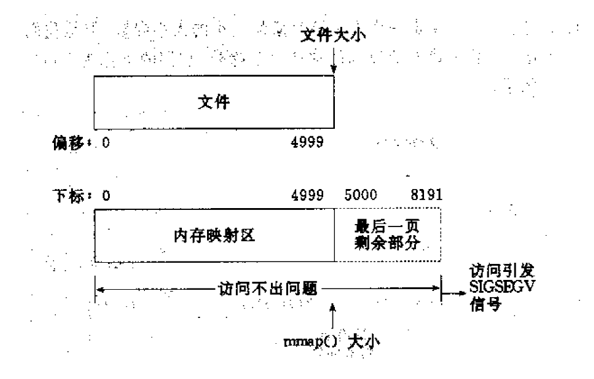 文件大小
文件
偏移: 0 4999
下标: 0 4999 5000 8191
内存映射区
最后一页
剩余部分
访问不出问题
访问引发
SIGSEGV
信号
mmap() 大小